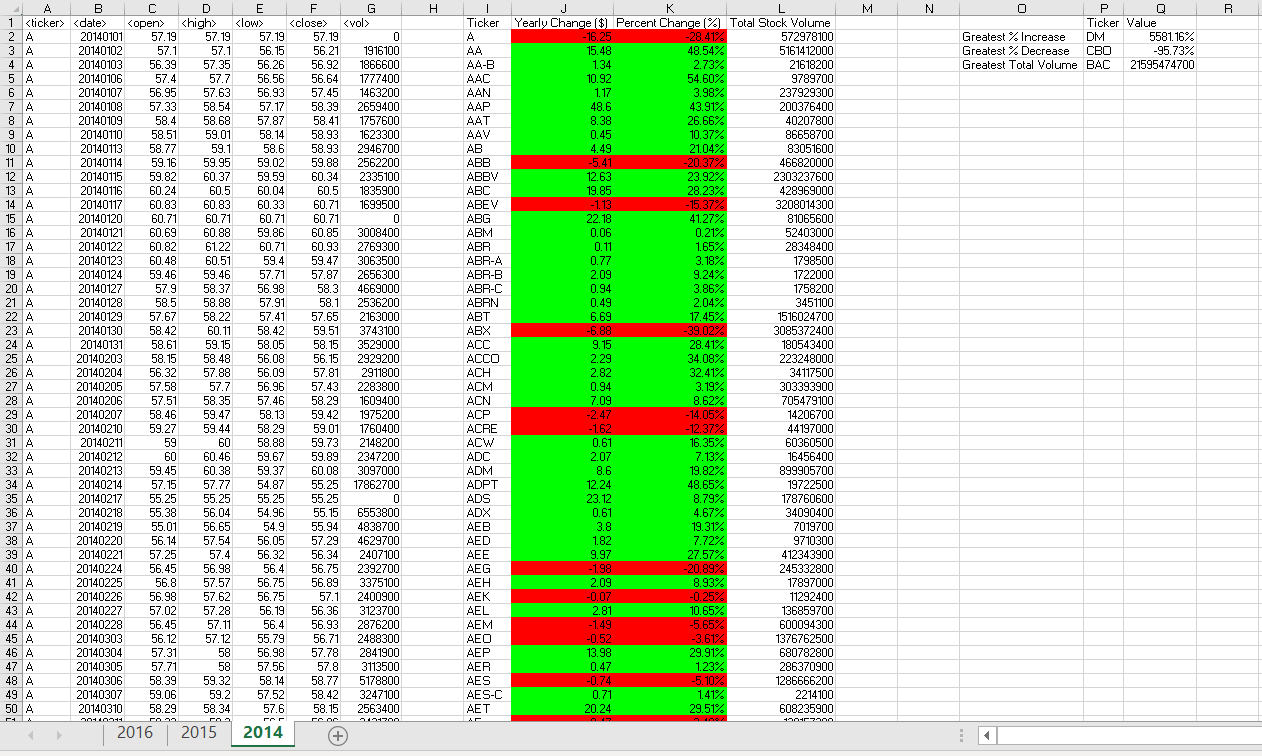 A B C D E F G H I J K L M N O P Q R
1 <ticker> <date> <open> <high> <low> <close> <vol> Ticker Yearly Change ($) Percent Change (%) Total Stock Volume Ticker Value
2 A 20140101 57.19 57.19 57.19 57.19 0 A -16.25 -28.41% 572978100 Greatest % Increase DM 5581.16%
3 A 20140102 57.1 57.1 56.15 56.21 1916100 AA 15.48 48.54% 5161412000 Greatest % Decrease CBO -95.73%
4 A 20140103 56.39 57.35 56.26 56.92 1866600 AA-B 1.34 2.73% 21618200 Greatest Total Volume BAC 21595474700
5 A 20140106 57.4 57.7 56.56 56.64 1777400 AAC 10.92 54.60% 9789700
6 A 20140107 56.95 57.63 56.93 57.45 1463200 AAN 1.17 3.98% 237929300
7 A 20140108 57.33 58.54 57.17 58.39 2659400 AAP 48.6 43.91% 200376400
8 A 20140109 58.4 58.68 57.87 58.41 1757600 AAT 8.38 26.66% 40207800
9 A 20140110 58.51 59.01 58.14 58.93 1623300 AAV 0.45 10.37% 86658700
10 A 20140113 58.77 59.1 58.6 58.93 2946700 AB 4.49 21.04% 83051600
11 A 20140114 59.16 59.95 59.02 59.88 2562200 ABB -5.41 -20.37% 466820000
12 A 20140115 59.82 60.37 59.59 60.34 2335100 ABBV 12.63 23.92% 2303237600
13 A 20140116 60.24 60.5 60.04 60.5 1835900 ABC 19.85 28.23% 428969000
14 A 20140117 60.83 60.83 60.33 60.71 1699500 ABEV -1.13 -15.37% 3208014300
15 A 20140120 60.71 60.71 60.71 60.71 0 ABG 22.18 41.27% 81065600
16 A 20140121 60.69 60.88 59.86 60.85 3008400 ABM 0.06 0.21% 52403000
17 A 20140122 60.82 61.22 60.71 60.93 2769300 ABR 0.11 1.65% 28348400
18 A 20140123 60.48 60.51 59.4 59.47 3063500 ABR-A 0.77 3.18% 1798500
19 A 20140124 59.46 59.46 57.71 57.87 2656300 ABR-B 2.09 9.24% 1722000
20 A 20140127 57.9 58.37 56.98 58.3 4669000 ABR-C 0.94 3.86% 1758200
21 A 20140128 58.5 58.88 57.91 58.1 2536200 ABRN 0.49 2.04% 3451100
22 A 20140129 57.67 58.22 57.41 57.65 2163000 ABT 6.69 17.45% 1516024700
23 A 20140130 58.42 60.11 58.42 59.51 3743100 ABX -6.88 -39.02% 3085372400
24 A 20140131 58.61 59.15 58.05 58.15 3529000 ACC 9.15 28.41% 180543400
25 A 20140203 58.15 58.48 56.08 56.15 2929200 ACCO 2.29 34.08% 223248000
26 A 20140204 56.32 57.88 56.09 57.81 2911800 ACH 2.82 32.41% 34117500
27 A 20140205 57.58 57.7 56.96 57.43 2283800 ACM 0.94 3.19% 303393900
28 A 20140206 57.51 58.35 57.46 58.29 1609400 ACN 7.09 8.62% 705479100
29 A 20140207 58.46 59.47 58.13 59.42 1975200 ACP -2.47 -14.05% 14206700
30 A 20140210 59.27 59.44 58.29 59.01 1760400 ACRE -1.62 -12.37% 44197000
31 A 20140211 59 60 58.88 59.73 2148200 ACW 0.61 16.35% 60360500
32 A 20140212 60 60.46 59.67 59.89 2347200 ADC 2.07 7.13% 16456400
33 A 20140213 59.45 60.38 59.37 60.08 3097000 ADM 8.6 19.82% 899905700
34 A 20140214 57.15 57.77 54.87 55.25 17862700 ADPT 12.24 48.65% 19722500
35 A 20140217 55.25 55.25 55.25 55.25 0 ADS 23.12 8.79% 178760600
36 A 20140218 55.38 56.04 54.96 55.15 6553800 ADX 0.61 4.67% 34090400
37 A 20140219 55.01 56.65 54.9 55.94 4838700 AEB 3.8 19.31% 7019700
38 A 20140220 56.14 57.54 56.05 57.29 4629700 AED 1.82 7.72% 9710300
39 A 20140221 57.25 57.4 56.32 56.34 2407100 AEE 9.97 27.57% 412343900
40 A 20140224 56.45 56.98 56.4 56.75 2392700 AEG -1.98 -20.89% 245332800
41 A 20140225 56.8 57.57 56.75 56.89 3375100 AEH 2.09 8.93% 17897000
42 A 20140226 56.98 57.62 56.75 57.1 2400900 AEK -0.07 -0.25% 11292400
43 A 20140227 57.02 57.28 56.19 56.36 3123700 AEL 2.81 10.65% 136859700
44 A 20140228 56.45 57.11 56.4 56.93 2876200 AEM -1.49 -5.65% 600094300
45 A 20140303 56.12 57.12 55.79 56.71 2488300 AEO -0.52 -3.61% 1376762500
46 A 20140304 57.31 58 56.98 57.78 2841900 AEP 13.98 29.91% 680782800
47 A 20140305 57.71 58 57.56 57.8 3113500 AER 0.47 1.23% 286370900
48 A 20140306 58.39 59.32 58.14 58.77 5178800 AES -0.74 -5.10% 1286666200
49 A 20140307 59.06 59.2 57.52 58.42 3247100 AES-C 0.71 1.41% 2214100
50 A 20140310 58.29 58.34 57.6 58.15 2563400 AET 20.24 29.51% 608235900
2016 2015 2014